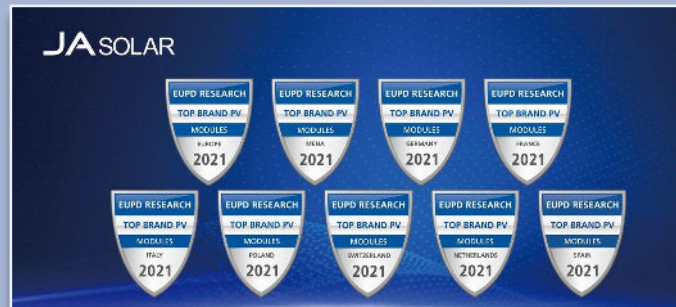 JA SOLAR
EUPD RESEARCH
TOP BRAND PV
MODULES
EUROPE
2021
EUPD RESEARCH
TOP BRAND PV
MODULES
MENA
2021
EUPD RESEARCH
TOP BRAND PV
MODULES
GERMANY
2021
EUPD RESEARCH
TOP BRAND PV
MODULES
FRANCE
2021
EUPD RESEARCH
TOP BRAND PV
MODULES
ITALY
2021
EUPD RESEARCH
TOP BRAND PV
MODULES
POLAND
2021
EUPD RESEARCH
TOP BRAND PV
MODULES
SWITZERLAND
2021
EUPD RESEARCH
TOP BRAND PV
MODULES
NETHERLANDS
2021
EUPD RESEARCH
TOP BRAND PV
MODULES
SPAIN
2021